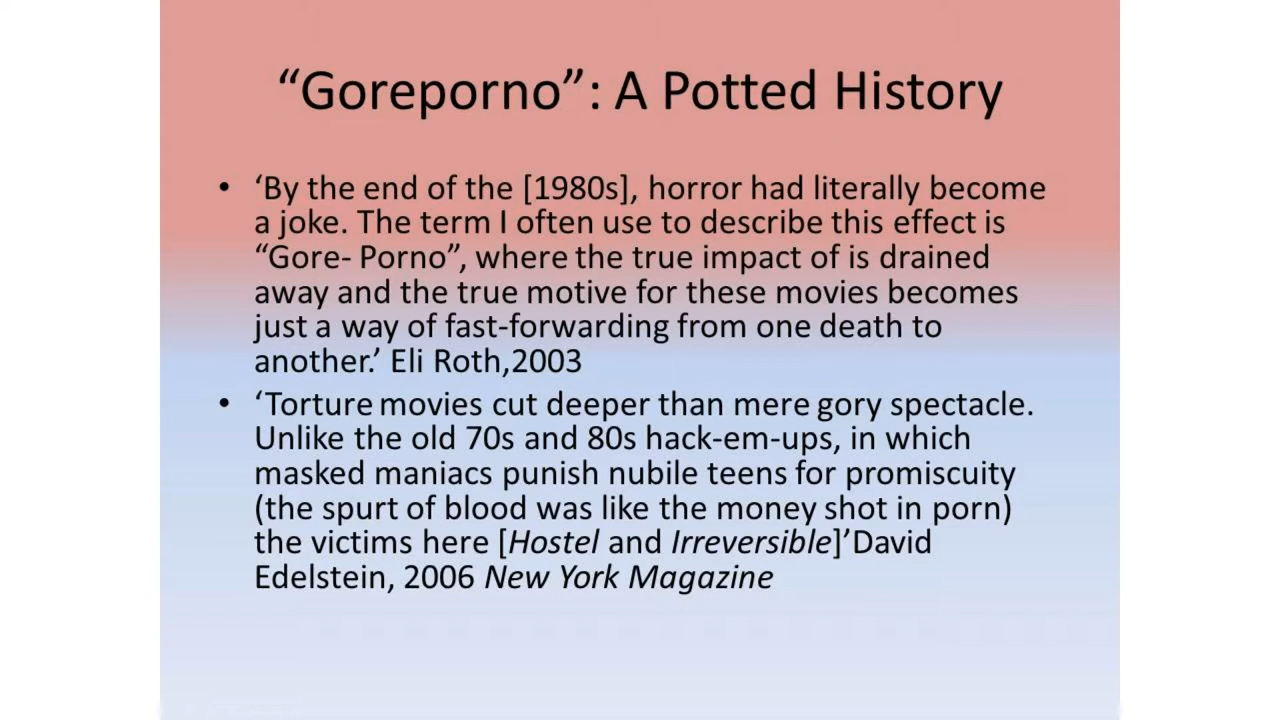 “Goreporno”: A Potted History
• ‘By the end of the [1980s], horror had literally become
a joke. The term I often use to describe this effect is
“Gore- Porno”, where the true impact of is drained
away and the true motive for these movies becomes
just a way of fast-forwarding from one death to
another.’ Eli Roth,2003
• ‘Torture movies cut deeper than mere gory spectacle.
Unlike the old 70s and 80s hack-em-ups, in which
masked maniacs punish nubile teens for promiscuity
(the spurt of blood was like the money shot in porn)
the victims here [Hostel and Irreversible]’David
Edelstein, 2006 New York Magazine